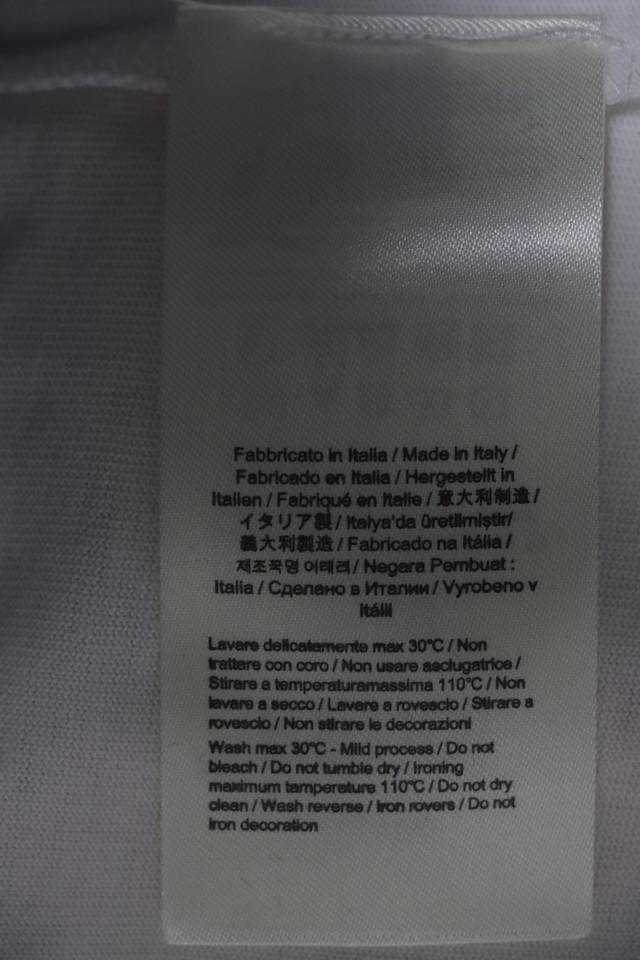 Fabbricato in Italia / Made in Italy /
Fabricado en Italia / Hergestellt in
Italien / Fabriqué en Italie / 意大利制造 /
イタリア製 / Italya'da üretilmiştir/
義大利製造 / Fabricado na Itália /
제조국명 이태리 / Negara Pembuat :
Italia / Сделано в Италии / Vyrobeno v
Itálii
Lavare delicatamente max 30°C / Non
trattare con coro / Non usare asciugatrice /
Stirare a temperaturamassima 110°C / Non
lavare a secco / Lavare a rovescio / Stirare a
rovescio / Non stirare le decorazioni
Wash max 30°C - Mild process / Do not
bleach / Do not tumble dry / Ironing
maximum tamperature 110°C / Do not dry
clean / Wash reverse / Iron rovers / Do not
Iron decoration